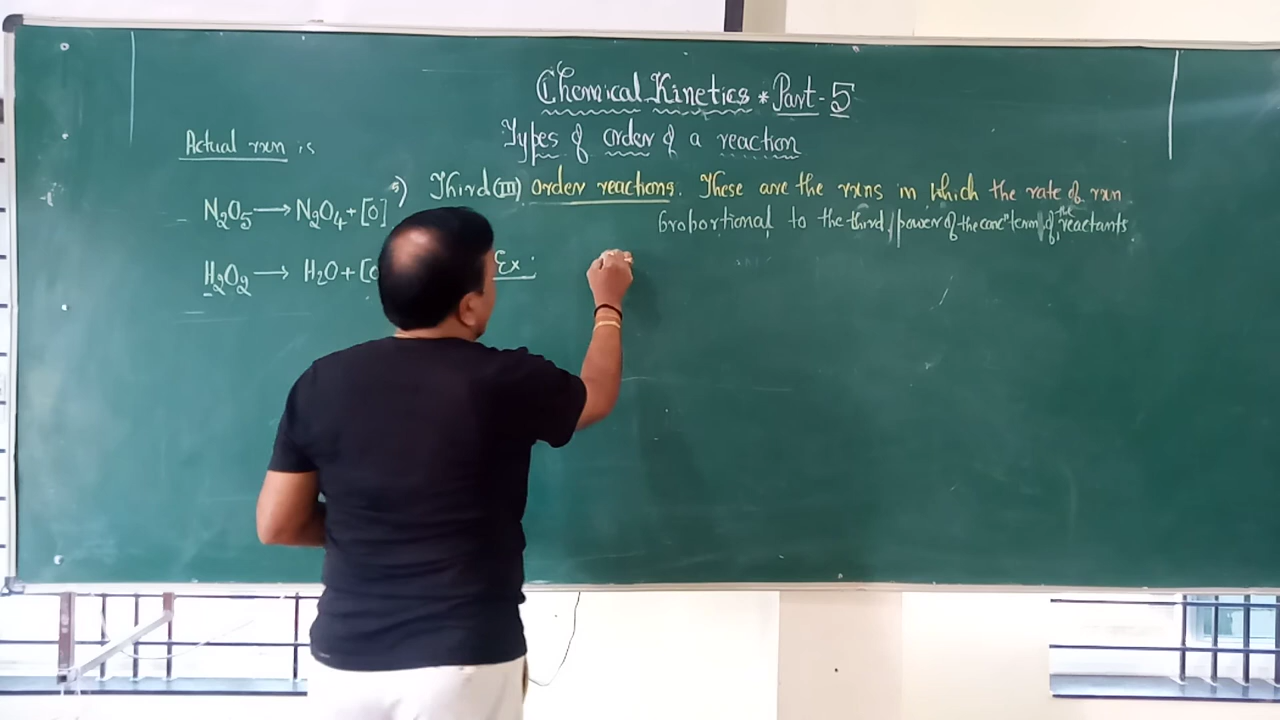 Chemical Kinetics * Part-5
Types of order of a reaction
Actual rxn is
N₂O₅ → N₂O₄ + [O]
H₂O₂ → H₂O + [O
3) Third (III) order reactions. These are the rxns in which the rate of rxn
proportional to the third power of the concⁿ term of the reactants.
Ex: